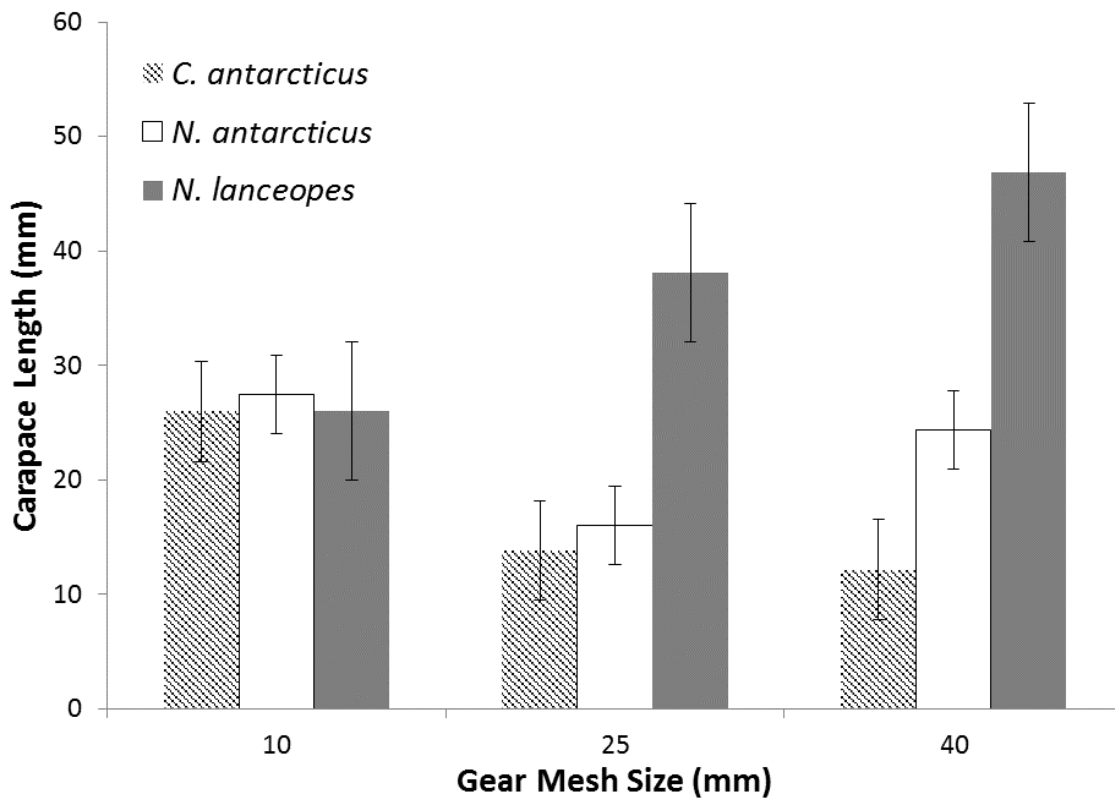 60
50
40
30
20
10
0
Carapace Length (mm)
C. antarcticus
N. antarcticus
N. lanceopes
10 25 40
Gear Mesh Size (mm)